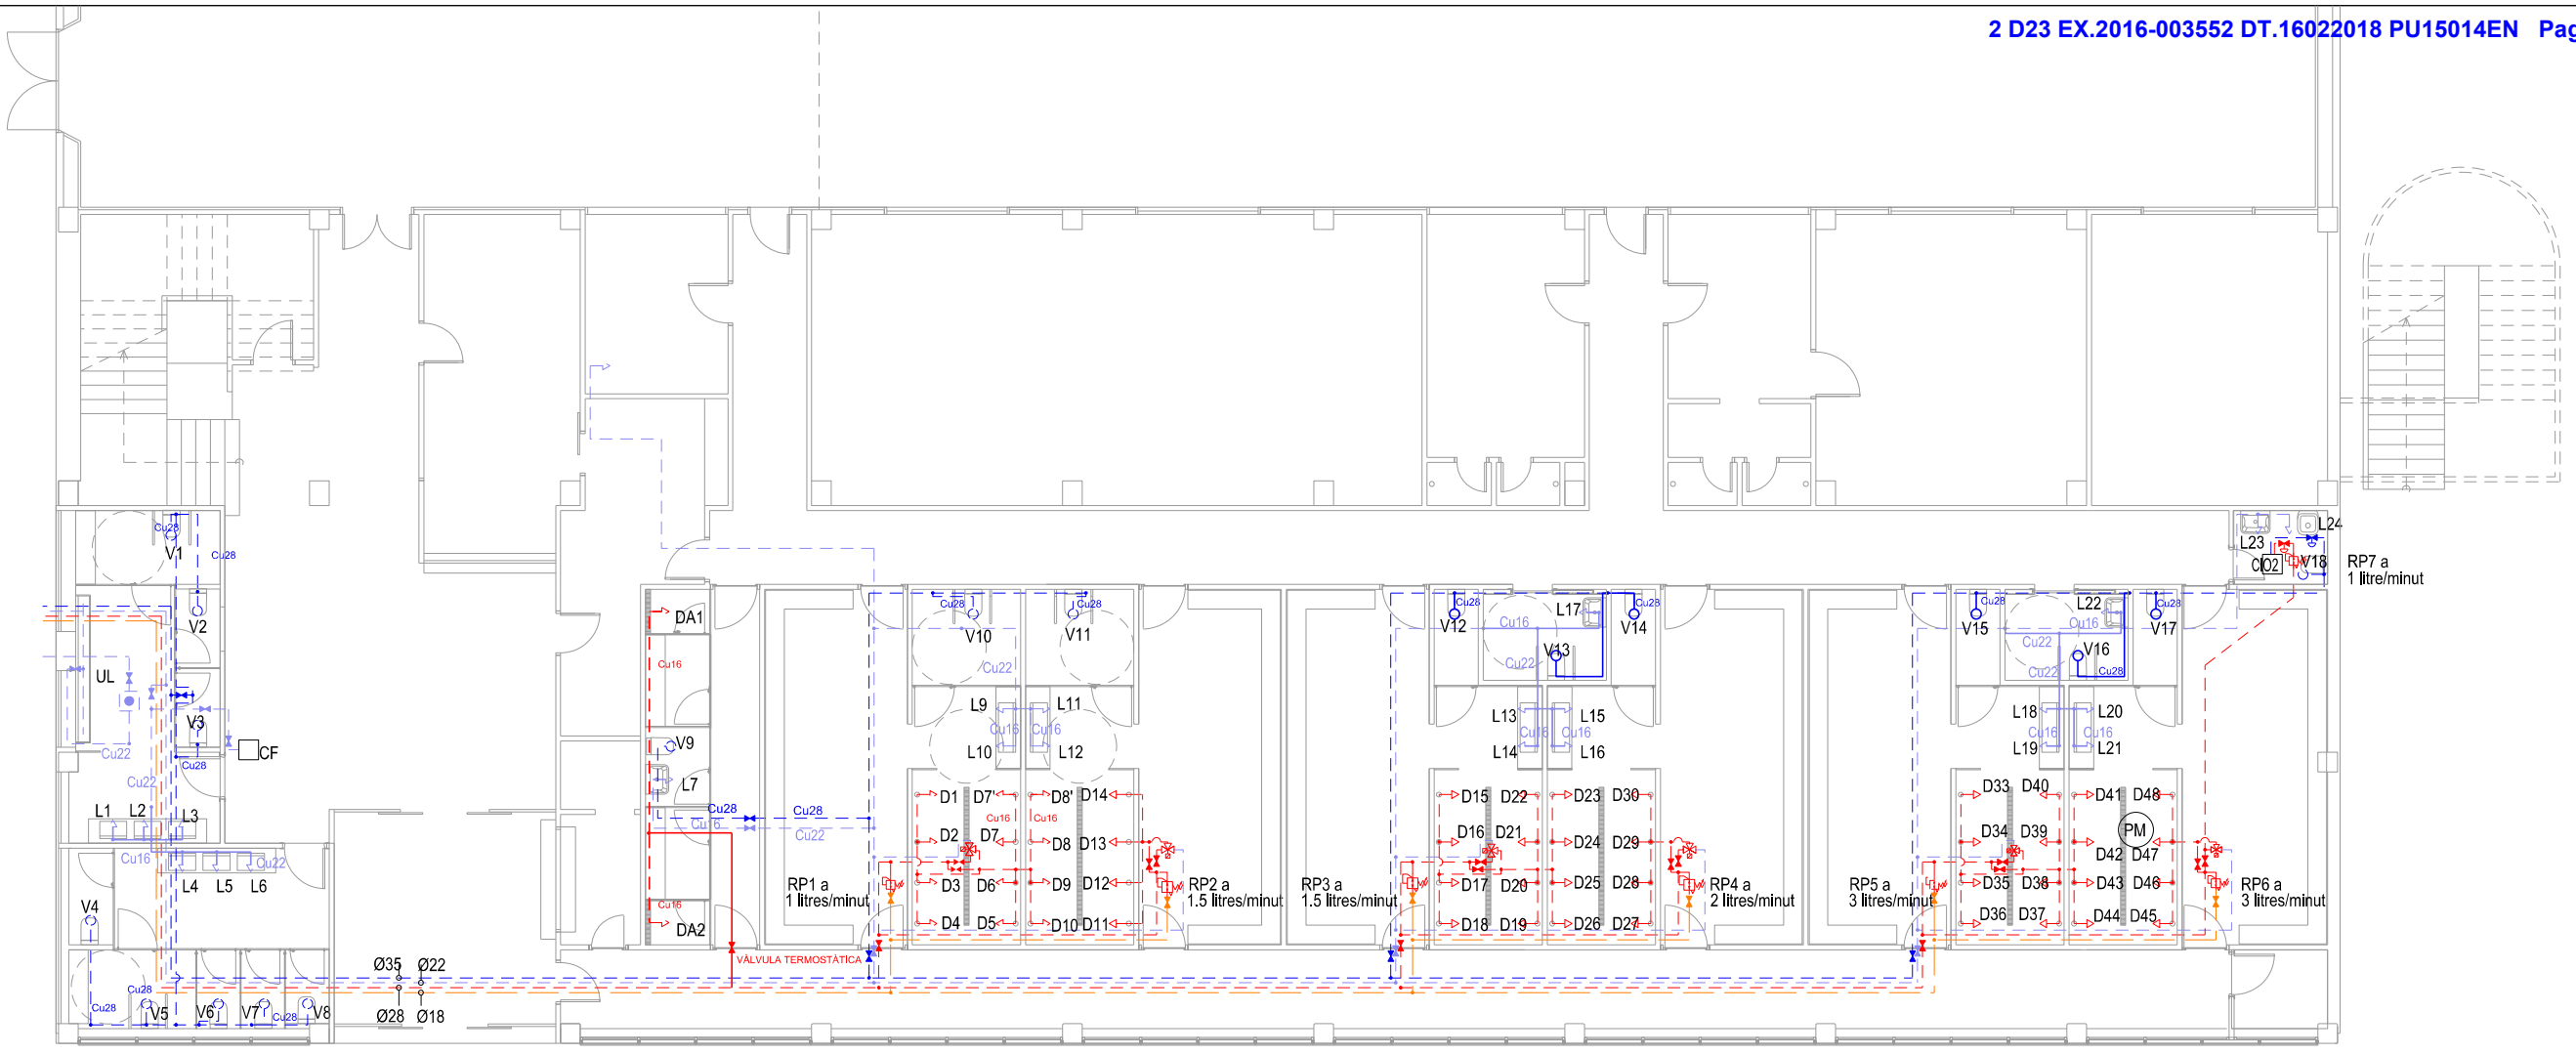 2 D23 EX.2016-003552 DT.16022018 PU15014EN Pag
Cu28
V1
Cu28
V2
UL
V3
CF
Cu22
Cu28
Cu22
L1 L2 L3
Cu16
Cu22
L4 L5 L6
V4
Cu28
Cu28
V5 V6 V7 Cu28 V8
Ø35 Ø22
Ø28 Ø18
DA1
Cu16
V9
L7
Cu28
Cu16
Cu16
DA2
VÀLVULA TERMOSTÀTICA
Cu28
Cu22
RP1 a
1 litres/minut
Cu28
V10
Cu28
V11
Cu22
L9 L11
Cu16 Cu16
L10 L12
D1 D7' D8' D14
Cu16 Cu16
D2 D7 D8 D13
D3 D6 D9 D12
D4 D5 D10 D11
RP2 a
1.5 litres/minut
RP3 a
1.5 litres/minut
Cu28
V12
L17
Cu28
V14
Cu16
V13
Cu22
L13 L15
Cu16 Cu16
L14 L16
D15 D22 D23 D30
D16 D21 D24 D29
D17 D20 D25 D28
D18 D19 D26 D27
RP4 a
2 litres/minut
RP5 a
3 litres/minut
Cu28
V15
L22
Cu28
V17
Cu16
Cu22
V16
Cu22
Cu28
L18 L20
Cu16 Cu16
L19 L21
D33 D40 D41 D48
D34 D39 PM
D42 D47
D35 D38 D43 D46
D36 D37 D44 D45
RP6 a
3 litres/minut
L23
L24
ClO2
V18
RP7 a
1 litre/minut